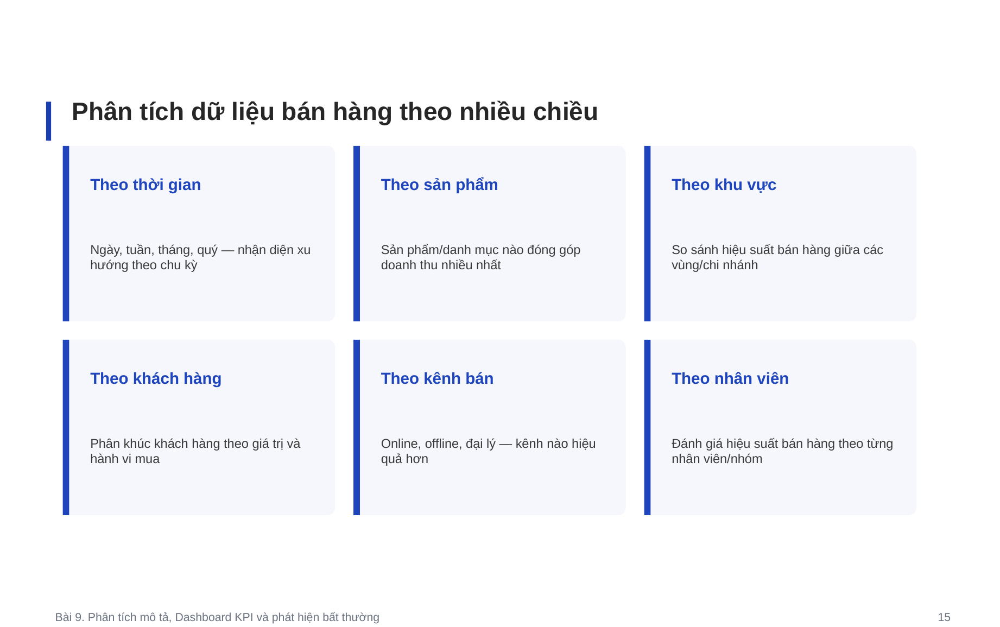 Phân tích dữ liệu bán hàng theo nhiều chiều
Theo thời gian
Ngày, tuần, tháng, quý — nhận diện xu
hướng theo chu kỳ
Theo sản phẩm
Sản phẩm/danh mục nào đóng góp
doanh thu nhiều nhất
Theo khu vực
So sánh hiệu suất bán hàng giữa các
vùng/chi nhánh
Theo khách hàng
Phân khúc khách hàng theo giá trị và
hành vi mua
Theo kênh bán
Online, offline, đại lý — kênh nào hiệu
quả hơn
Theo nhân viên
Đánh giá hiệu suất bán hàng theo từng
nhân viên/nhóm
Bài 9. Phân tích mô tả, Dashboard KPI và phát hiện bất thường
15